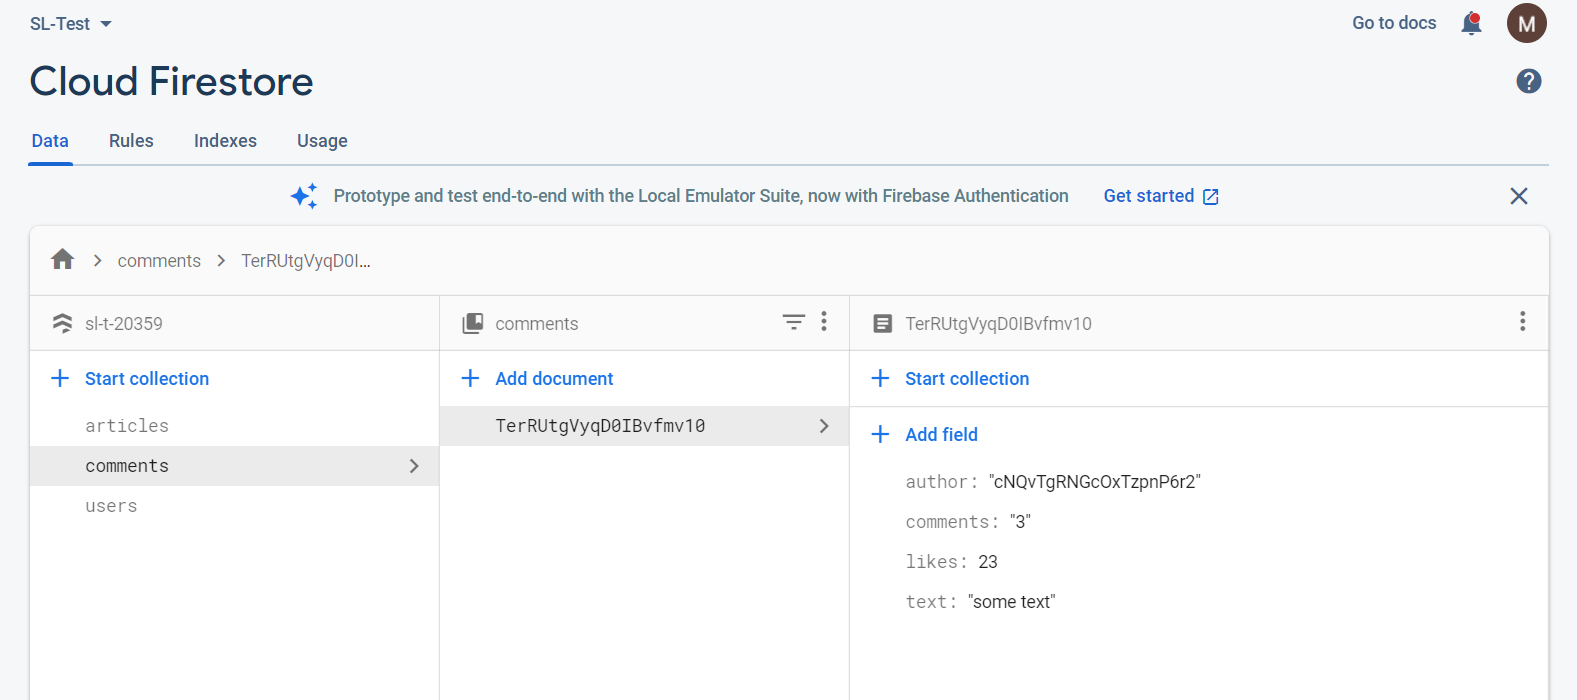 SL-Test
Go to docs
M
Cloud Firestore
?
Data Rules Indexes Usage
Prototype and test end-to-end with the Local Emulator Suite, now with Firebase Authentication Get started
comments TerRUtgVyqD0I...
sl-t-20359
Start collection
articles
comments
users
comments
Add document
TerRUtgVyqD0IBvfmv10
TerRUtgVyqD0IBvfmv10
Start collection
Add field
author: "cNQvTgRNGcOxTzpnP6r2"
comments: "3"
likes: 23
text: "some text"